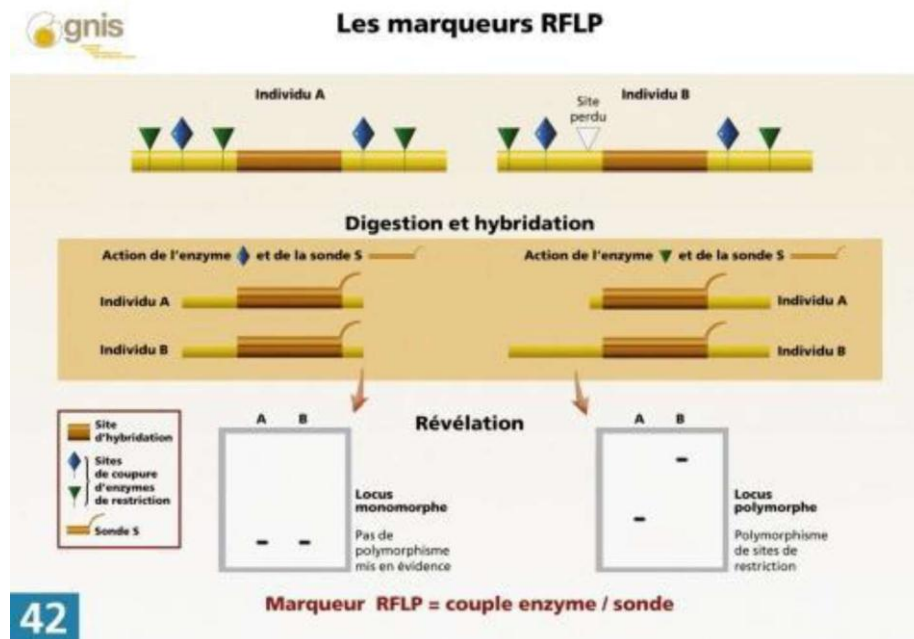 gnis
Les marqueurs RFLP
Individu A
Individu B
Site
perdu
Digestion et hybridation
Action de l'enzyme et de la sonde S
Action de l'enzyme et de la sonde S
Individu A
Individu A
Individu B
Individu B
Site
d'hybridation
Sites
de coupure
d'enzymes
de restriction
Sonde S
A B
Révélation
A B
Locus
monomorphe
Pas de
polymorphisme
mis en évidence
Locus
polymorphe
Polymorphisme
de sites de
restriction
Marqueur RFLP = couple enzyme / sonde
42